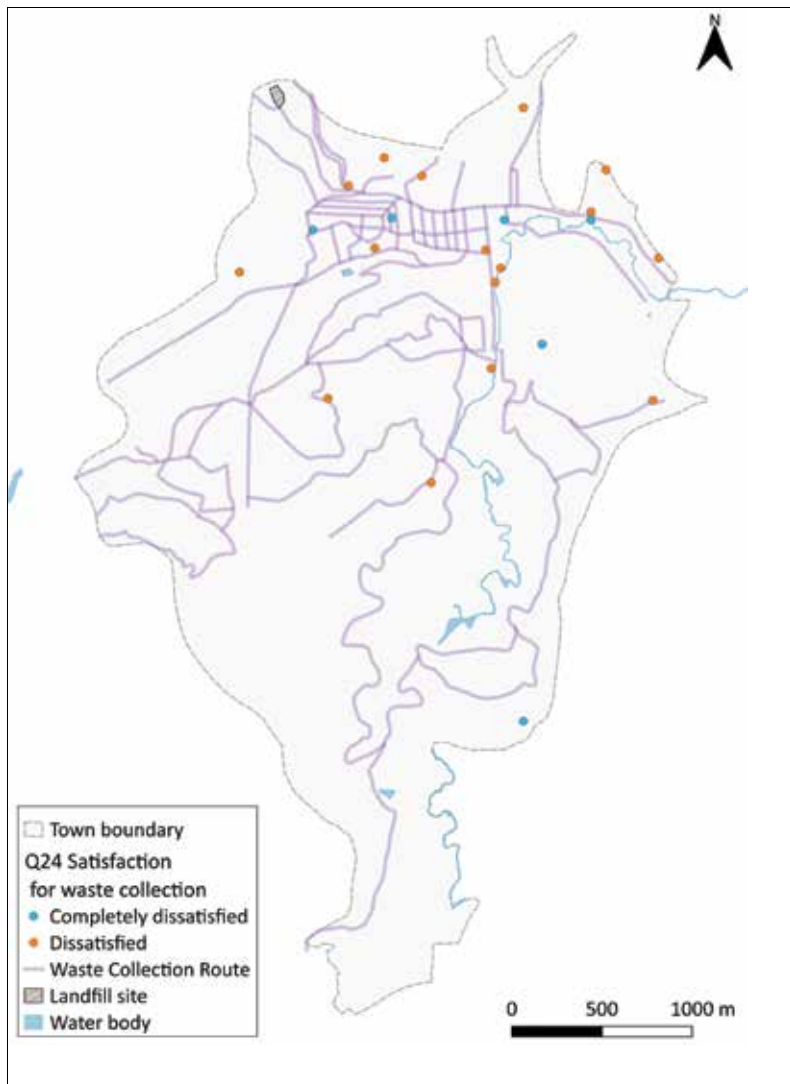 N
Town boundary
Q24 Satisfaction
for waste collection
Completely dissatisfied
Dissatisfied
Waste Collection Route
Landfill site
Water body
0 500 1000 m